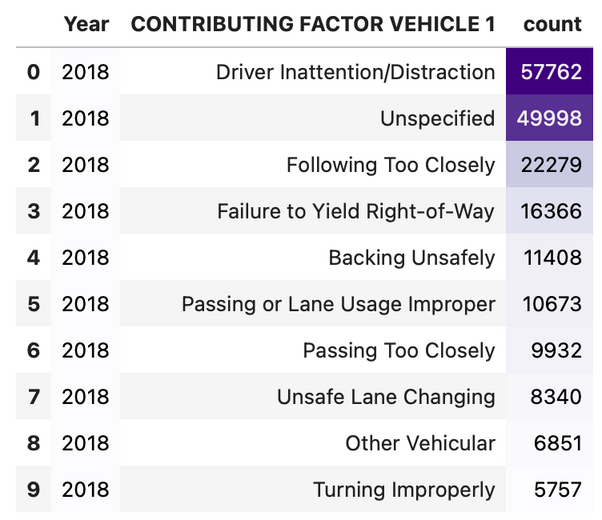 Year CONTRIBUTING FACTOR VEHICLE 1 count
0 2018 Driver Inattention/Distraction 57762
1 2018 Unspecified 49998
2 2018 Following Too Closely 22279
3 2018 Failure to Yield Right-of-Way 16366
4 2018 Backing Unsafely 11408
5 2018 Passing or Lane Usage Improper 10673
6 2018 Passing Too Closely 9932
7 2018 Unsafe Lane Changing 8340
8 2018 Other Vehicular 6851
9 2018 Turning Improperly 5757